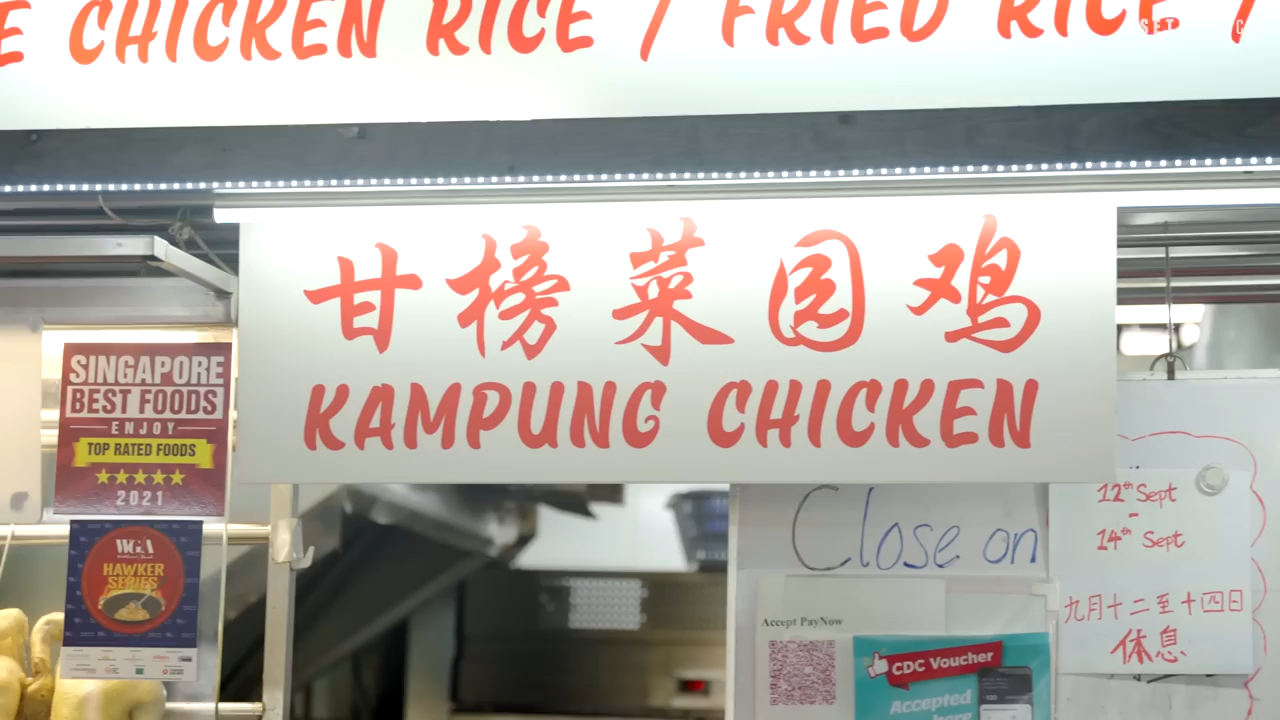 E CHICKEN RICE / FRIED RICE /
甘榜菜园鸡
KAMPUNG CHICKEN
SINGAPORE
BEST FOODS
ENJOY
TOP RATED FOODS
2021
WGA
HAWKER
SERIES
Close on
12th Sept
-
14th Sept
九月十二至十四日
休息
Accept PayNow
CDC Voucher
Accepted
here